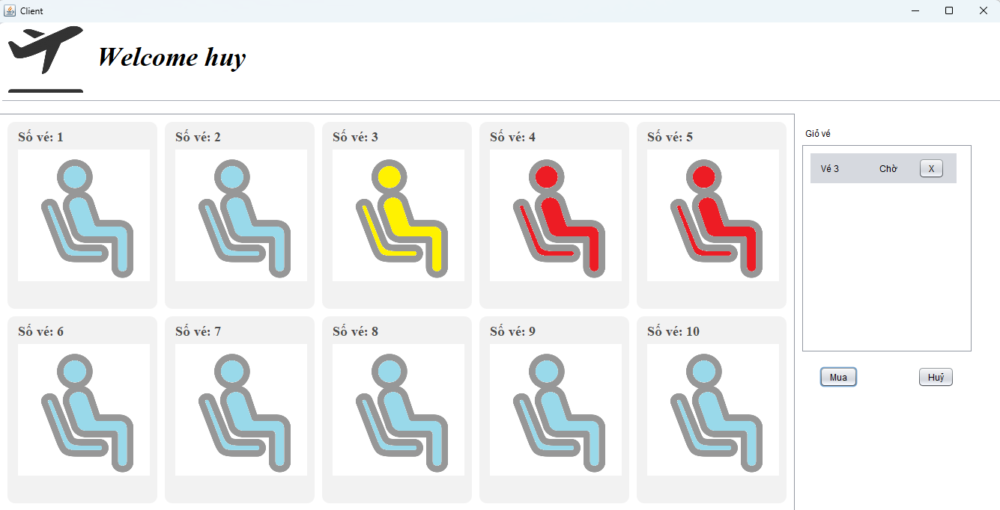 Client
Welcome huy
Số vé: 1
Số vé: 2
Số vé: 3
Số vé: 4
Số vé: 5
Số vé: 6
Số vé: 7
Số vé: 8
Số vé: 9
Số vé: 10
Giỏ vé
Vé 3 Chờ X
Mua Huỷ